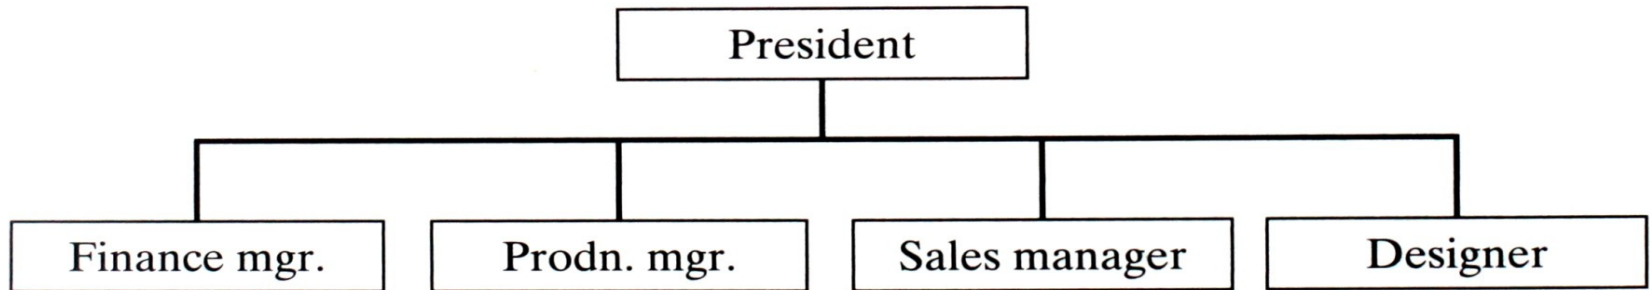 President
Finance mgr.
Prodn. mgr.
Sales manager
Designer